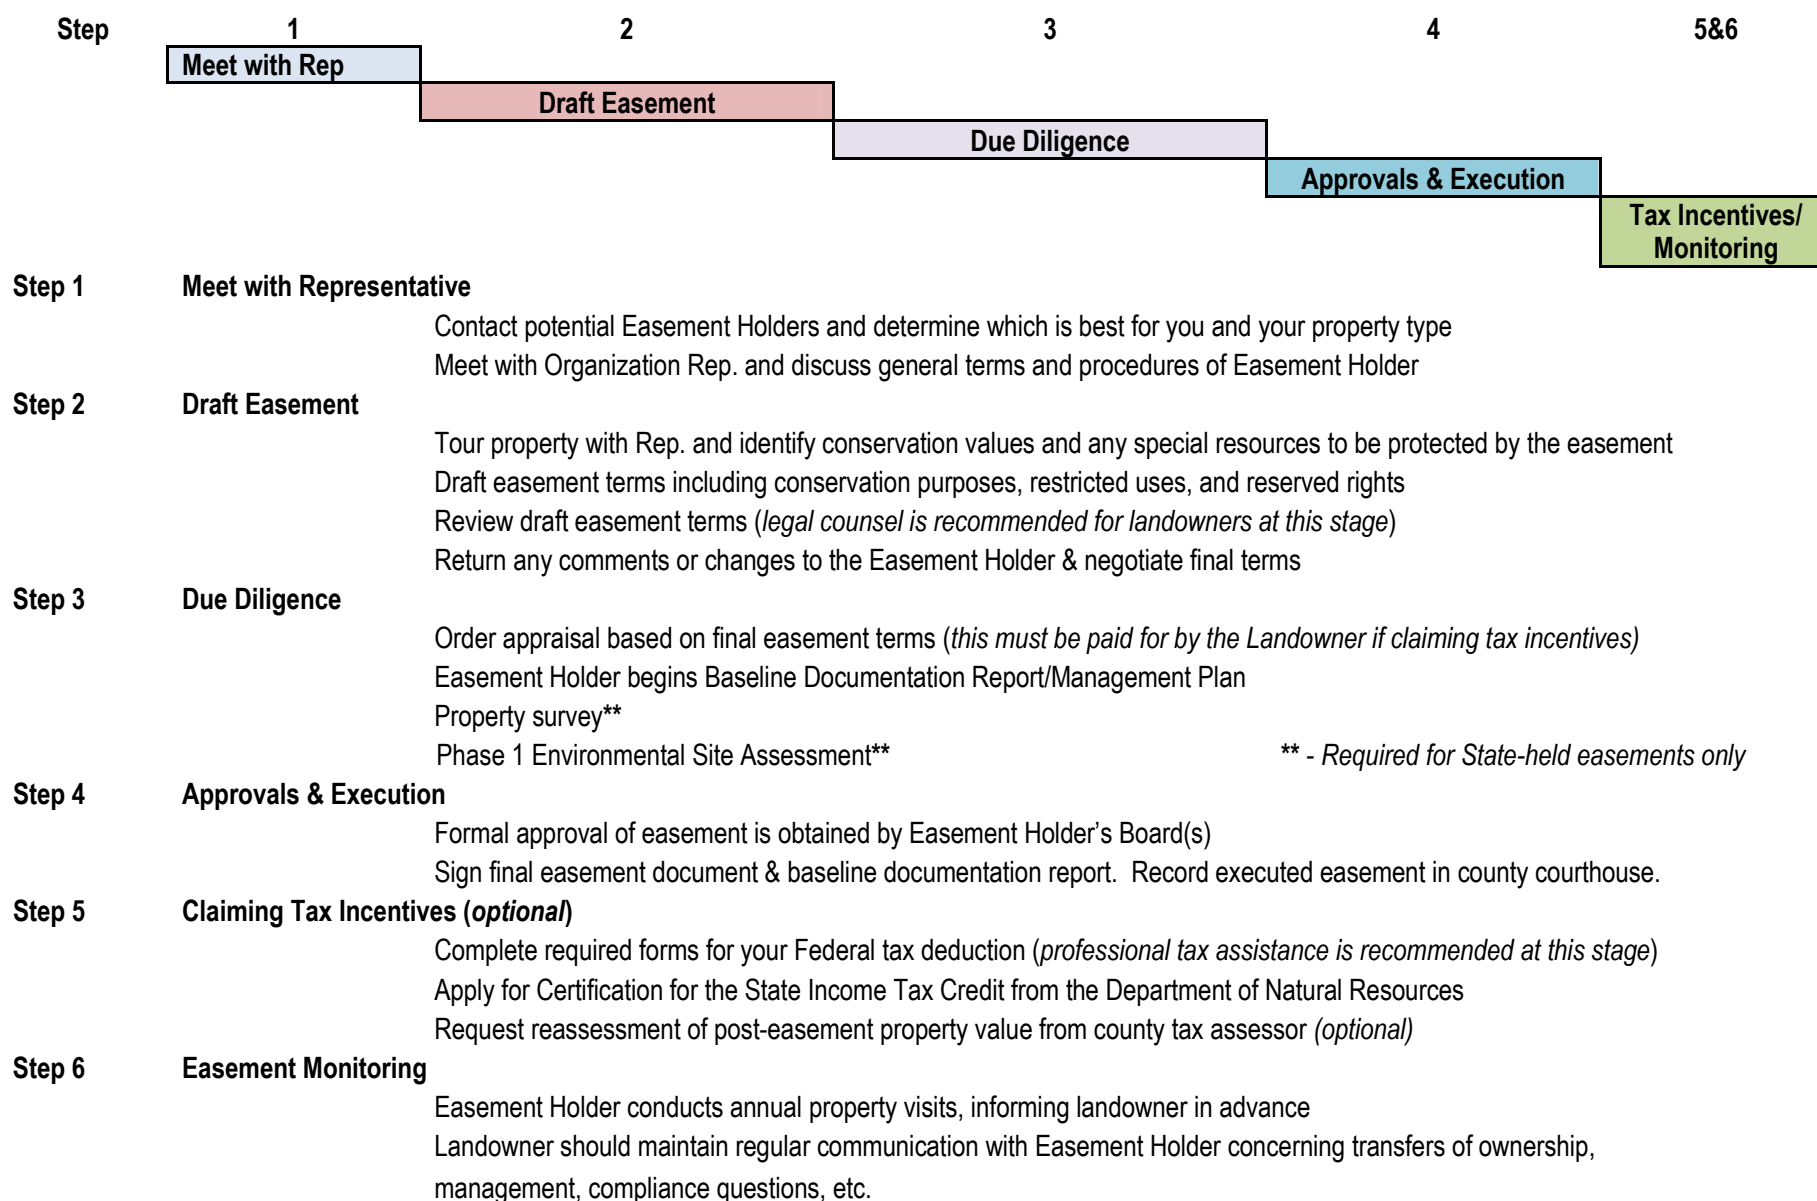 Step 1 2 3 4 5&6
Meet with Rep
Draft Easement
Due Diligence
Approvals & Execution
Tax Incentives/
Monitoring
Step 1 Meet with Representative
Contact potential Easement Holders and determine which is best for you and your property type
Meet with Organization Rep. and discuss general terms and procedures of Easement Holder
Step 2 Draft Easement
Tour property with Rep. and identify conservation values and any special resources to be protected by the easement
Draft easement terms including conservation purposes, restricted uses, and reserved rights
Review draft easement terms (legal counsel is recommended for landowners at this stage)
Return any comments or changes to the Easement Holder & negotiate final terms
Step 3 Due Diligence
Order appraisal based on final easement terms (this must be paid for by the Landowner if claiming tax incentives)
Easement Holder begins Baseline Documentation Report/Management Plan
Property survey**
Phase 1 Environmental Site Assessment** ** - Required for State-held easements only
Step 4 Approvals & Execution
Formal approval of easement is obtained by Easement Holder’s Board(s)
Sign final easement document & baseline documentation report. Record executed easement in county courthouse.
Step 5 Claiming Tax Incentives (optional)
Complete required forms for your Federal tax deduction (professional tax assistance is recommended at this stage)
Apply for Certification for the State Income Tax Credit from the Department of Natural Resources
Request reassessment of post-easement property value from county tax assessor (optional)
Step 6 Easement Monitoring
Easement Holder conducts annual property visits, informing landowner in advance
Landowner should maintain regular communication with Easement Holder concerning transfers of ownership,
management, compliance questions, etc.